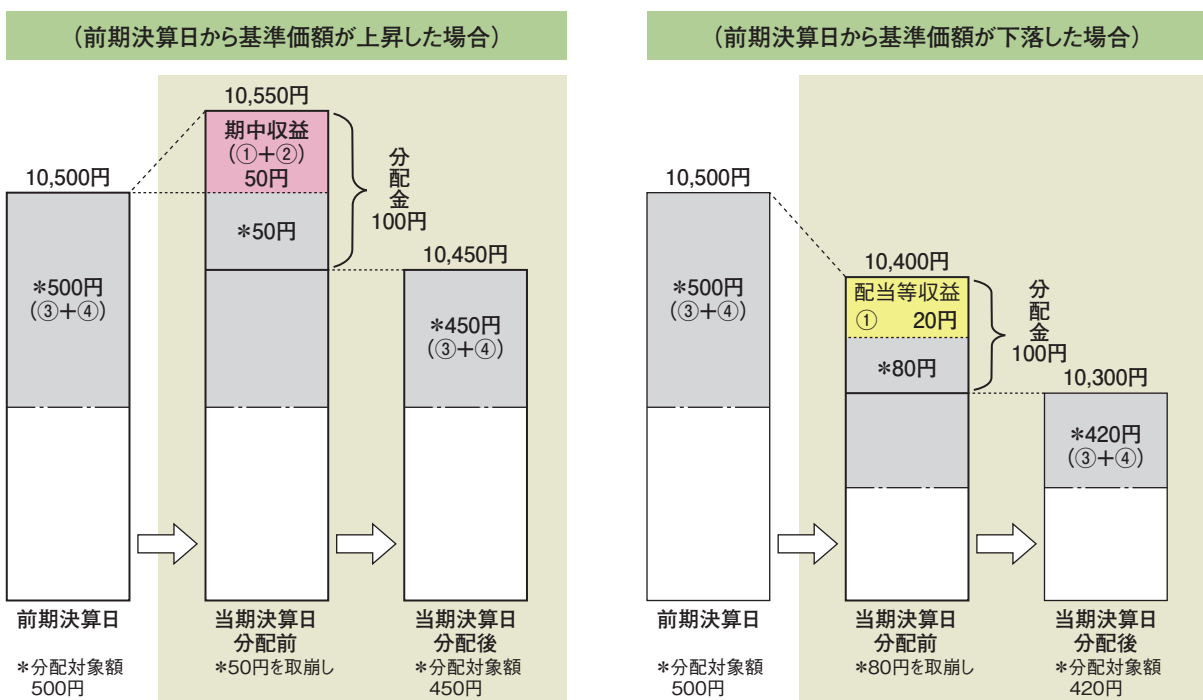 （前期決算日から基準価額が上昇した場合）
10,550円
期中収益
（①＋②）
50円
10,500円
分配金
100円
＊50円
10,450円
＊500円
（③＋④）
＊450円
（③＋④）
前期決算日
当期決算日
分配前
当期決算日
分配後
＊分配対象額
500円
＊50円を取崩し
＊分配対象額
450円
（前期決算日から基準価額が下落した場合）
10,500円
10,400円
配当等収益
① 20円
分配金
100円
＊500円
（③＋④）
＊80円
10,300円
＊420円
（③＋④）
前期決算日
当期決算日
分配前
当期決算日
分配後
＊分配対象額
500円
＊80円を取崩し
＊分配対象額
420円